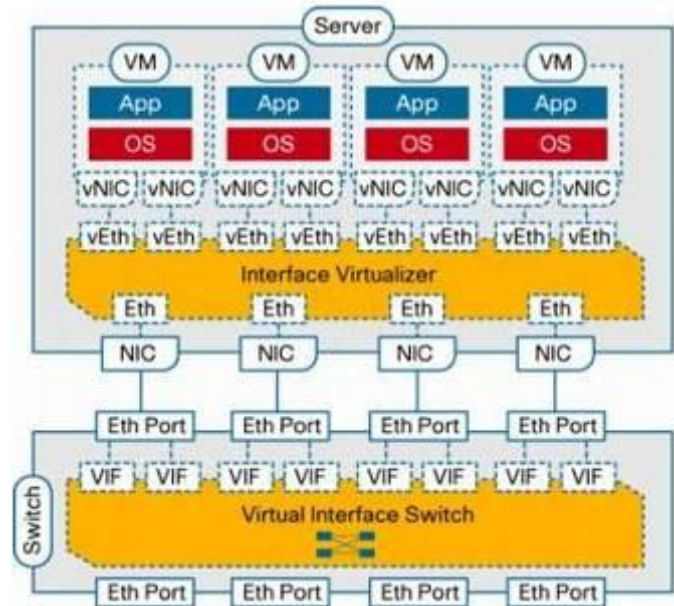 Server
VM VM VM VM
App App App App
OS OS OS OS
vNIC vNIC vNIC vNIC vNIC vNIC vNIC vNIC
vEth vEth vEth vEth vEth vEth vEth vEth
Interface Virtualizer
Eth Eth Eth Eth
NIC NIC NIC NIC
Eth Port Eth Port Eth Port Eth Port
VIF VIF VIF VIF VIF VIF VIF VIF
Switch
Virtual Interface Switch
Eth Port Eth Port Eth Port Eth Port